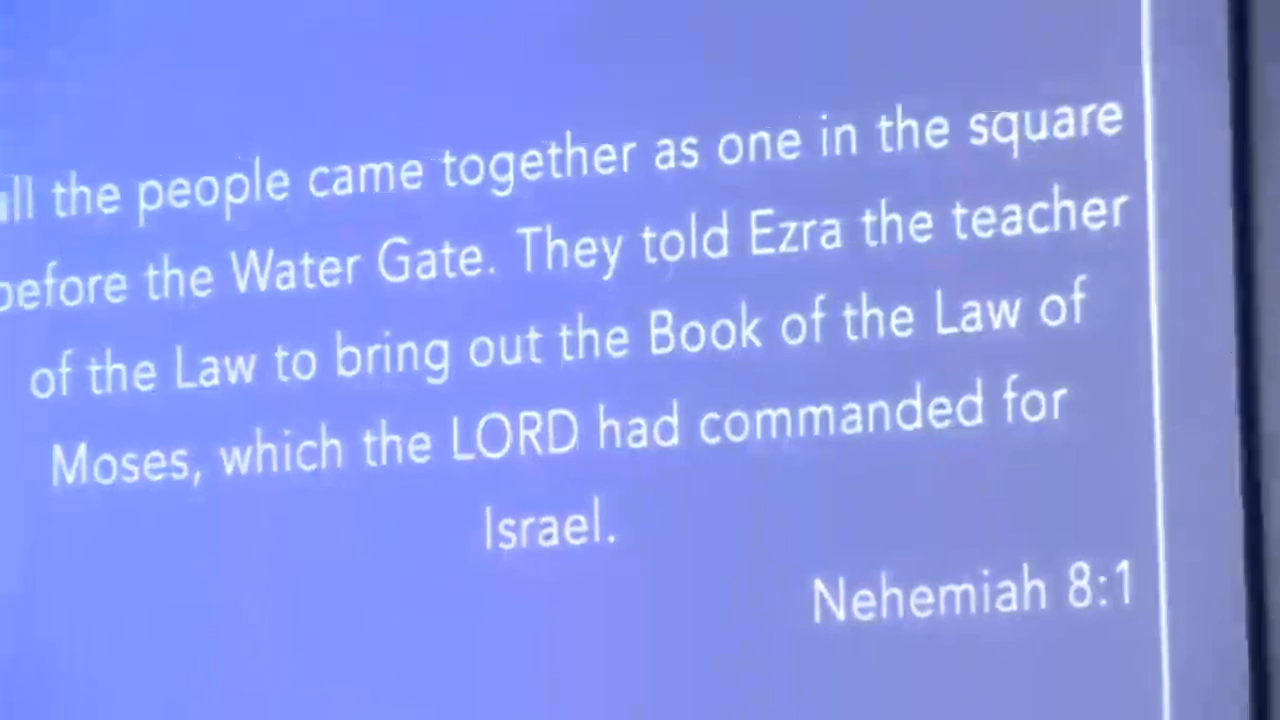 all the people came together as one in the square
before the Water Gate. They told Ezra the teacher
of the Law to bring out the Book of the Law of
Moses, which the LORD had commanded for
Israel.
Nehemiah 8:1